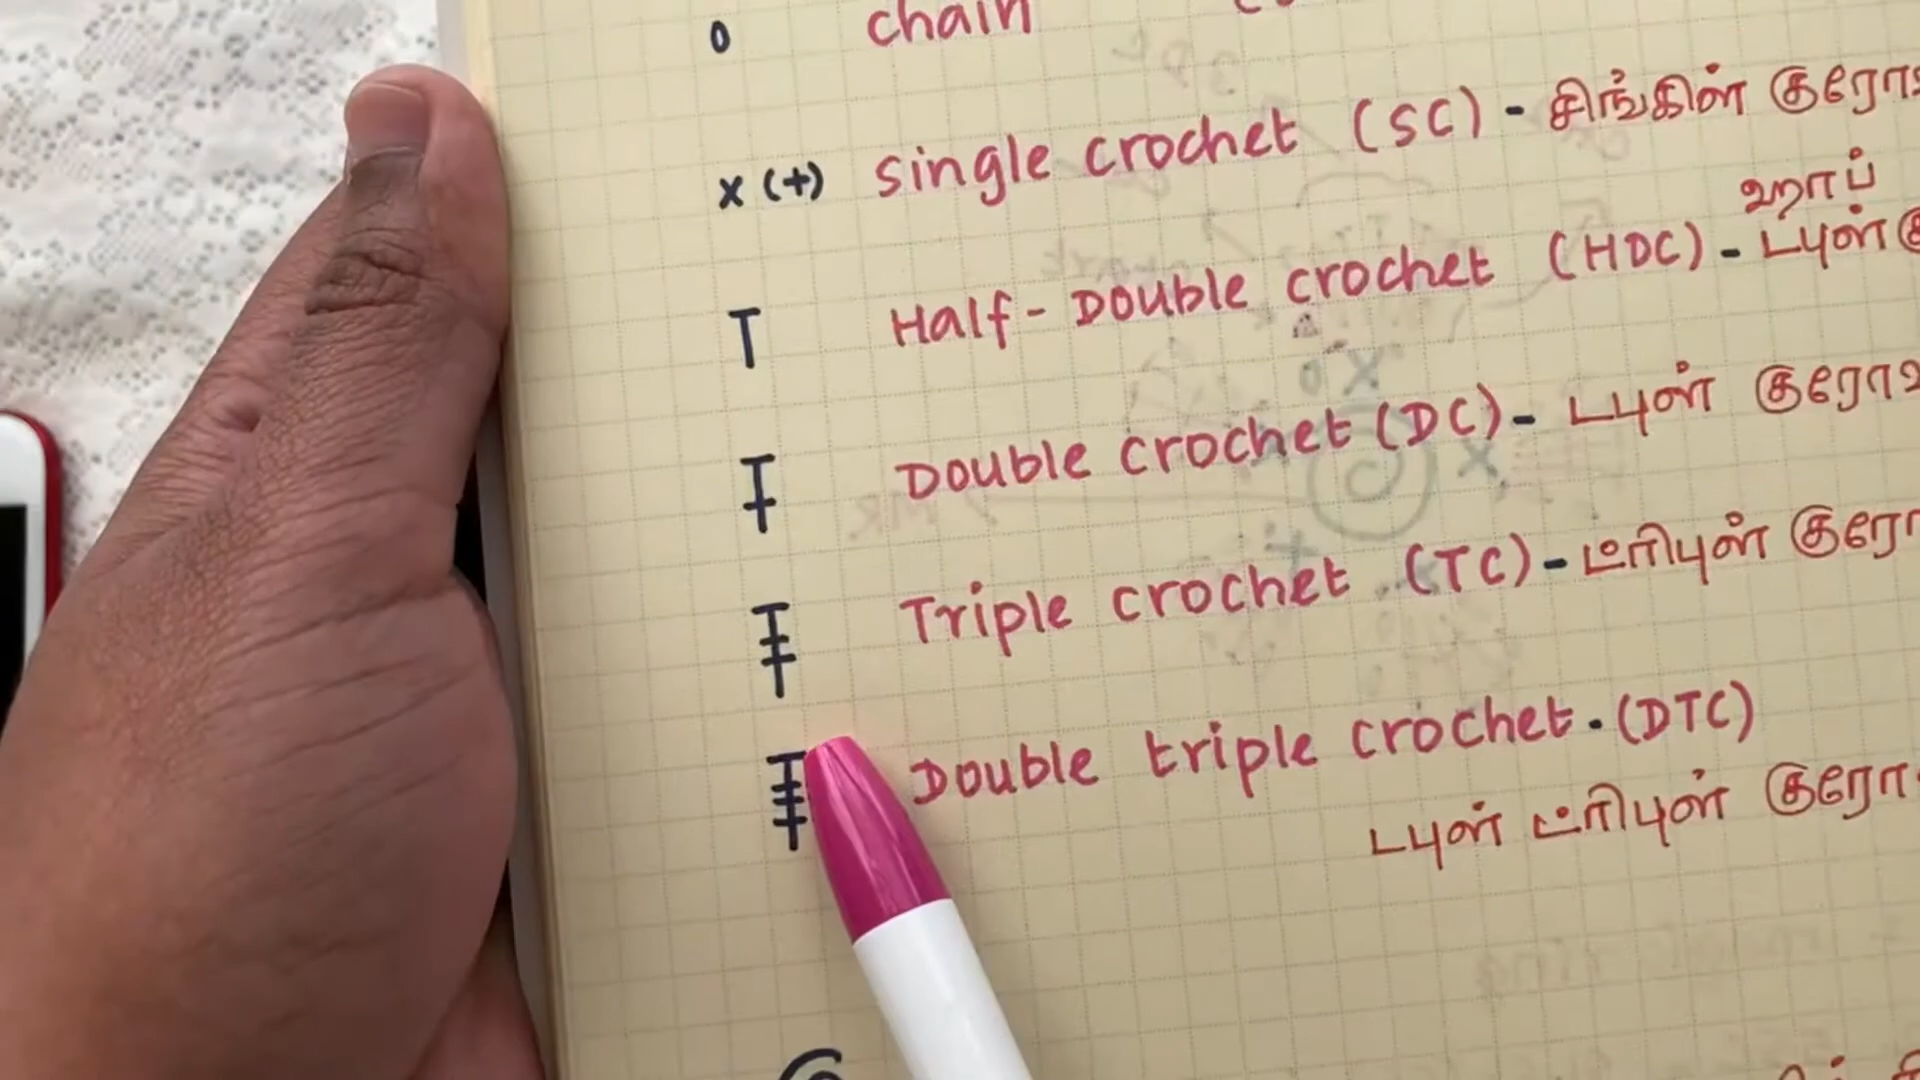 o chain
x (+) single crochet (SC) - சிங்கிள்
ஹாப்
T Half-Double crochet (HDC) - டபுள்
Double crochet (DC) - டபுள்
Triple crochet (TC) - ட்ரிபுள்
Double triple crochet. (DTC)
டபுள் ட்ரிபுள்